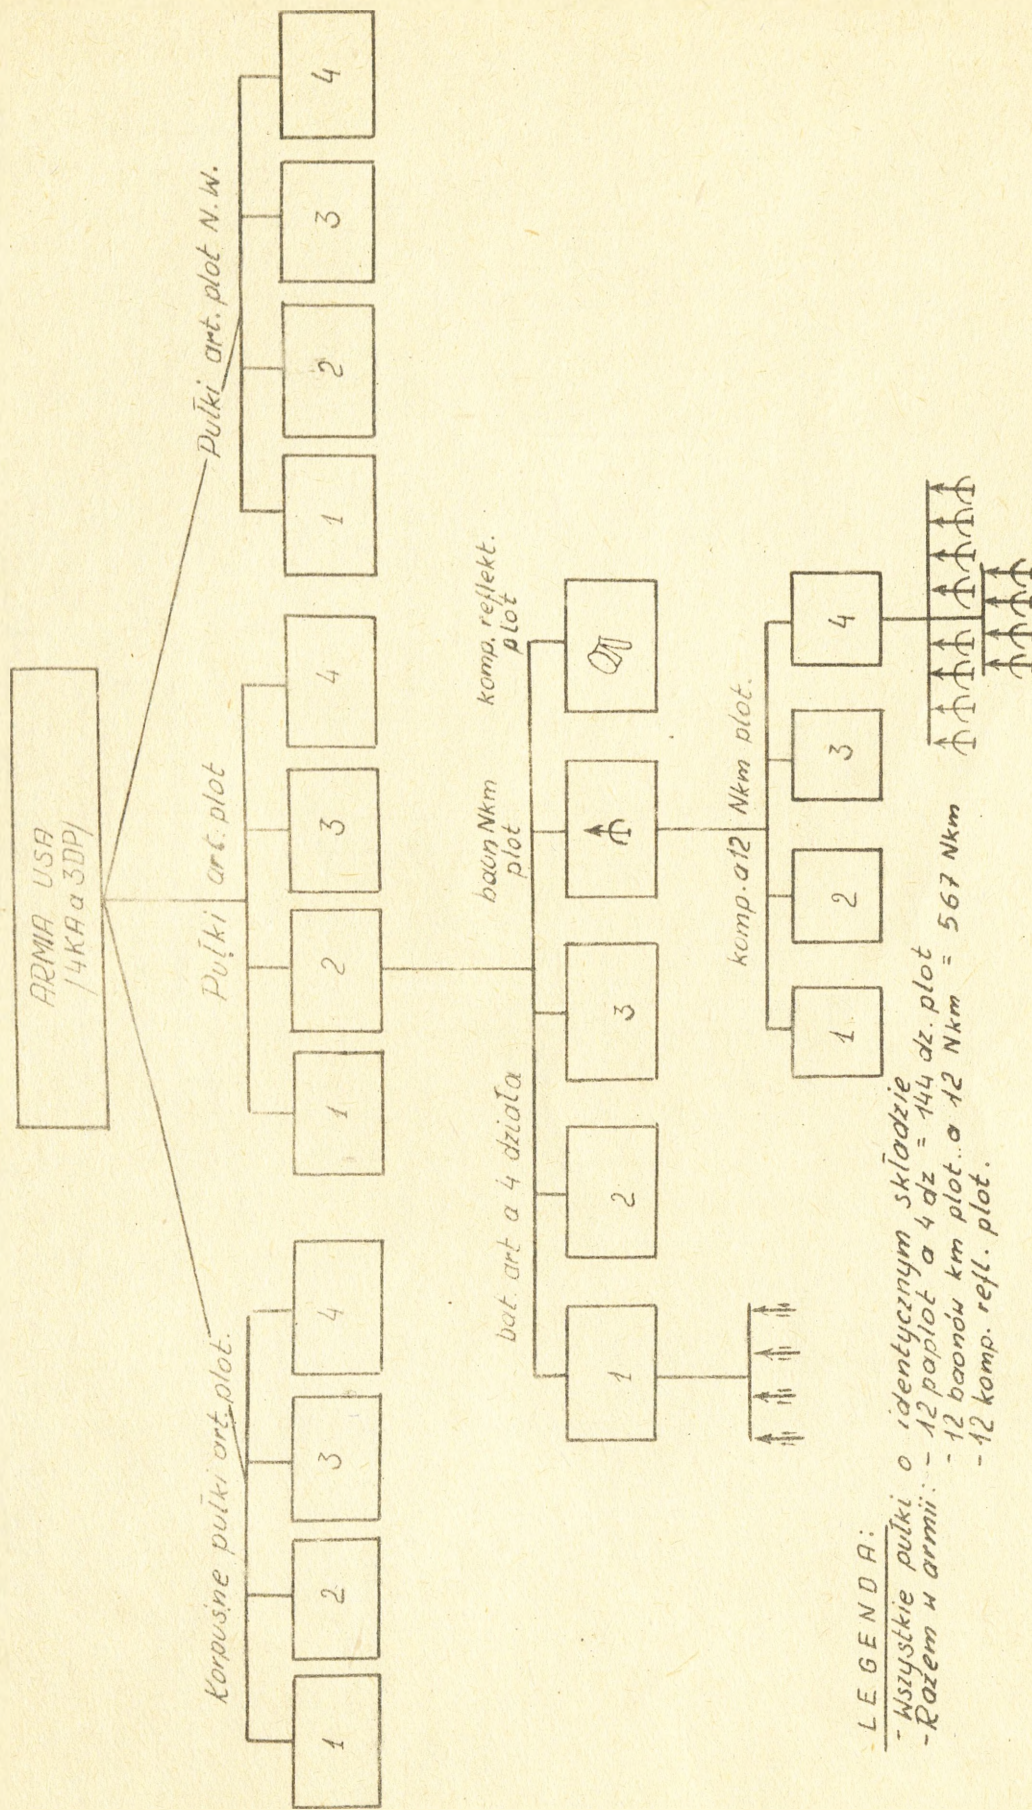 ARMIA USA
/4KA a 3DP/
Korpuśne pułki art. plot.
Pułki art. plot
Pułki art. plot N.W.
1
2
3
4
1
2
3
4
1
2
3
4
bat. art a 4 działa
baon Nkm
plot
komp. reflekt.
plot
1
2
3
komp. a 12 Nkm plot.
1
2
3
4
LEGENDA:
- Wszystkie pułki o identycznym składzie
- Razem w armii: - 12 paplot a 4 dz = 144 dz. plot
- 12 baonów km plot. a 12 Nkm = 567 Nkm
- 12 komp. refl. plot.